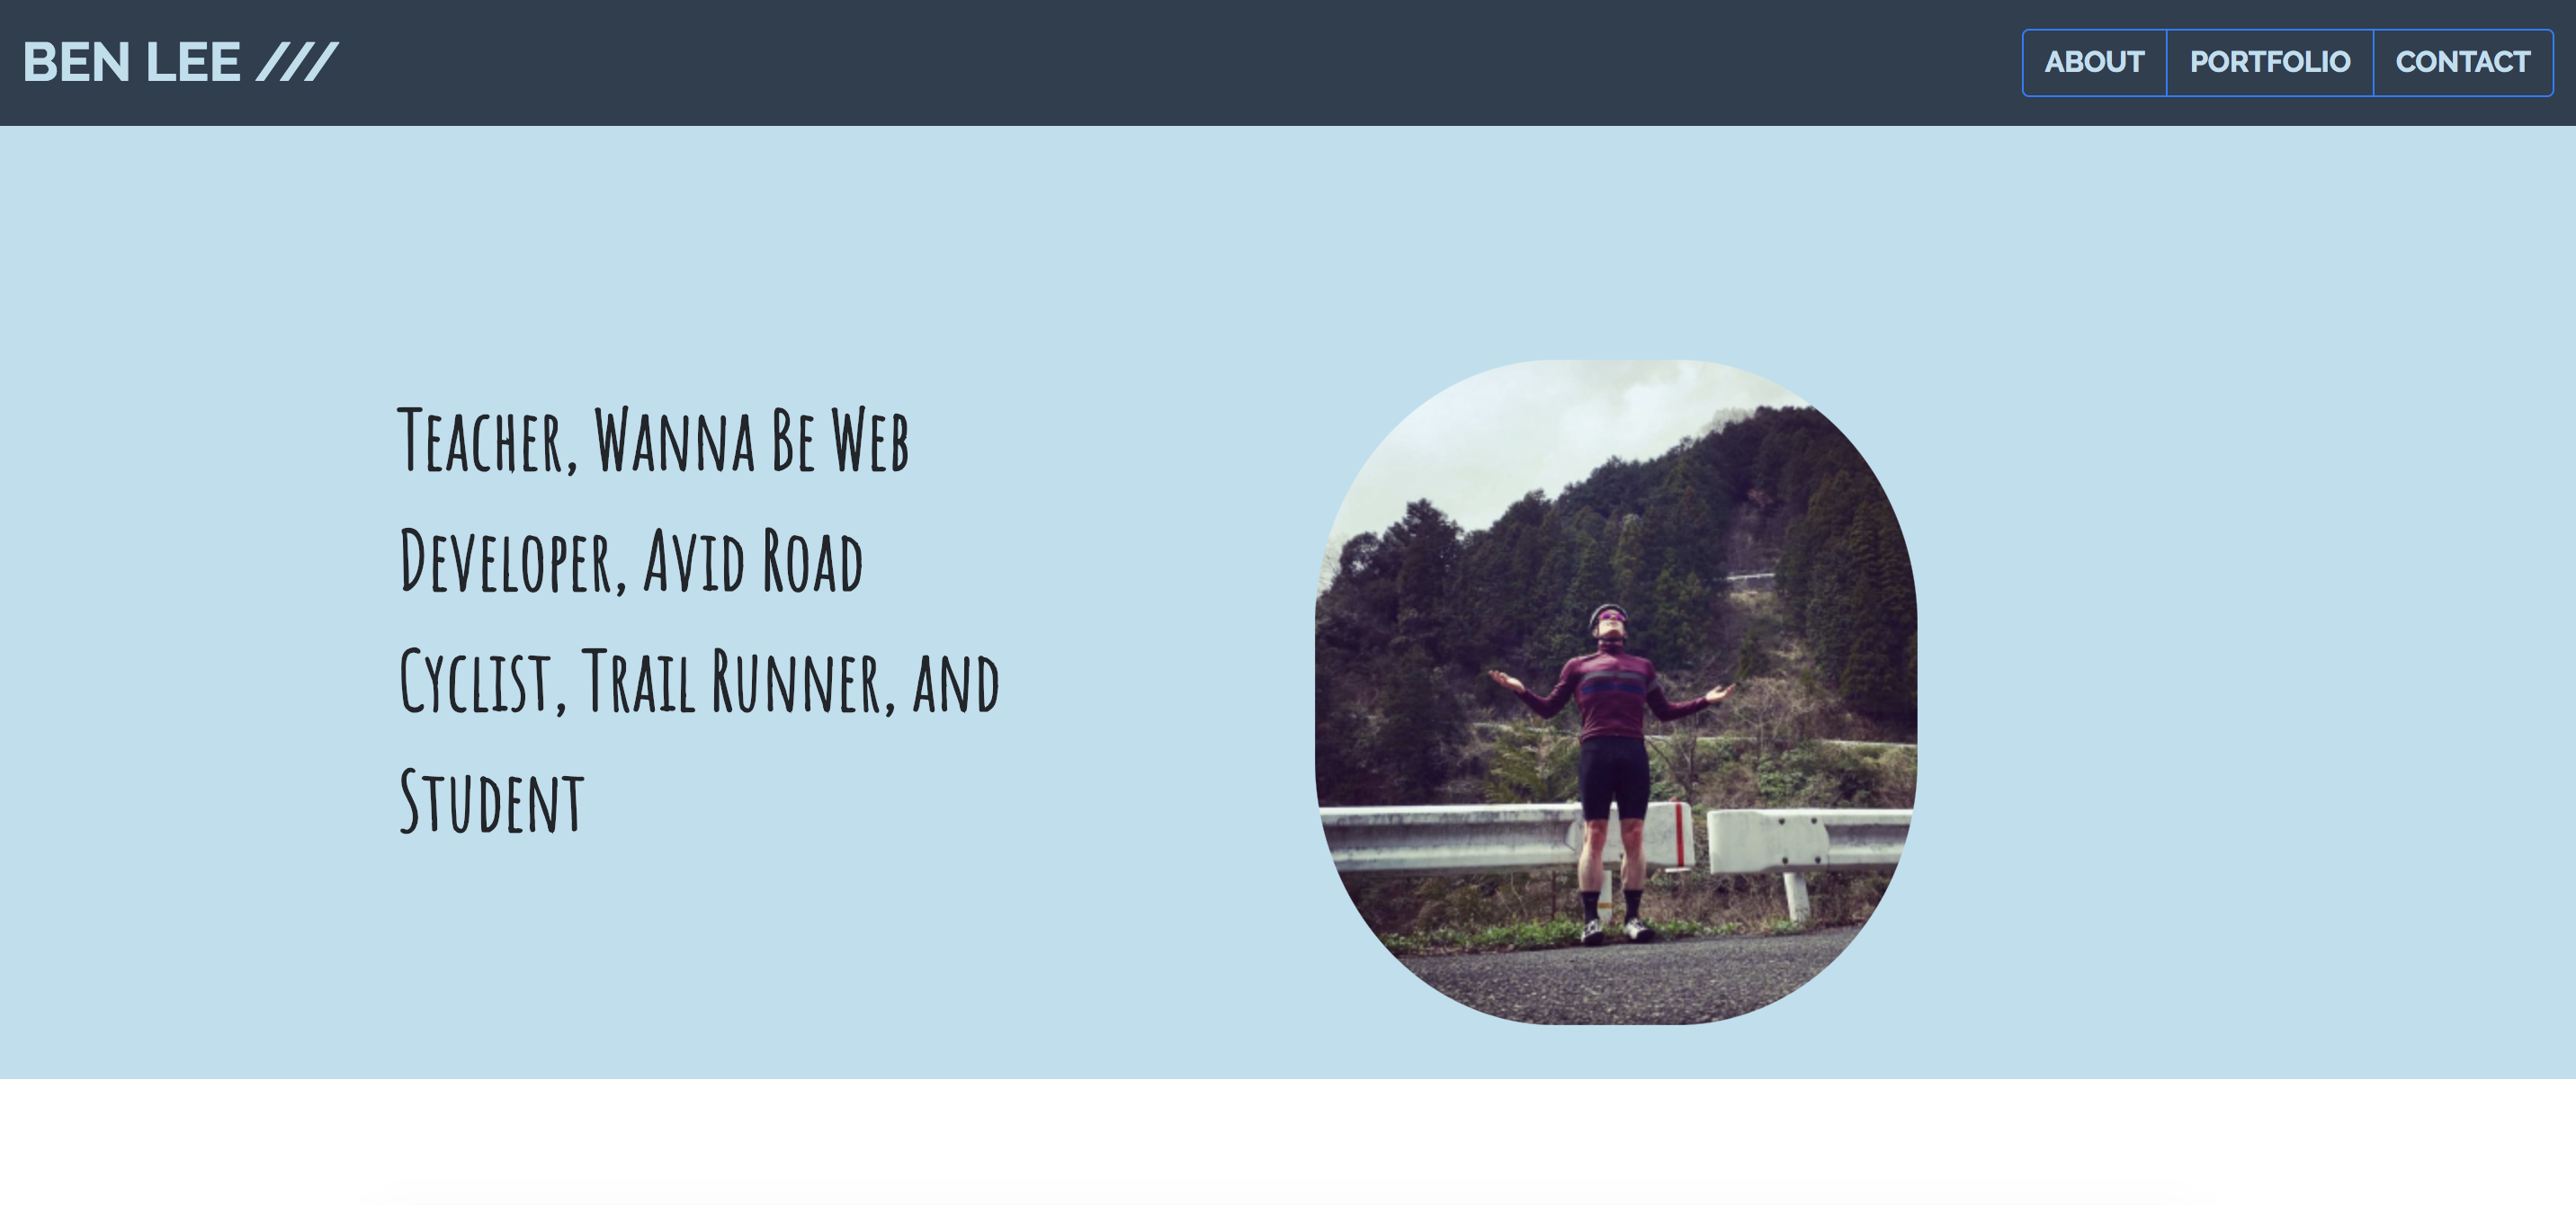 BEN LEE ///
ABOUT PORTFOLIO CONTACT
Teacher, Wanna Be Web
Developer, Avid Road
Cyclist, Trail Runner, and
Student